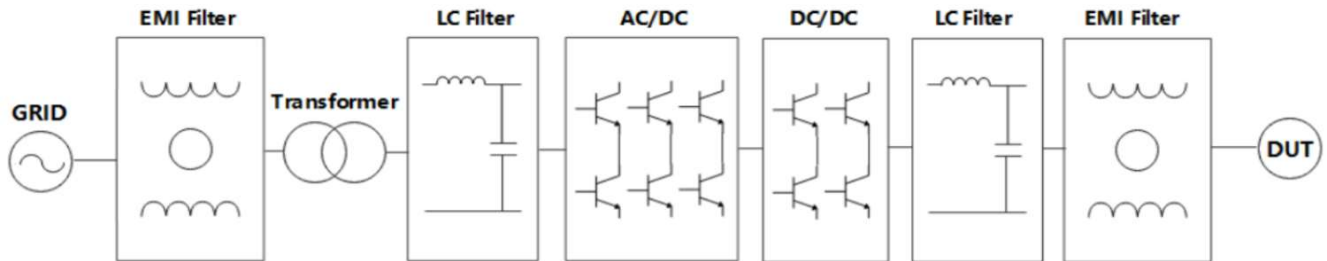 EMI Filter
LC Filter
AC/DC
DC/DC
LC Filter
EMI Filter
Transformer
GRID
DUT